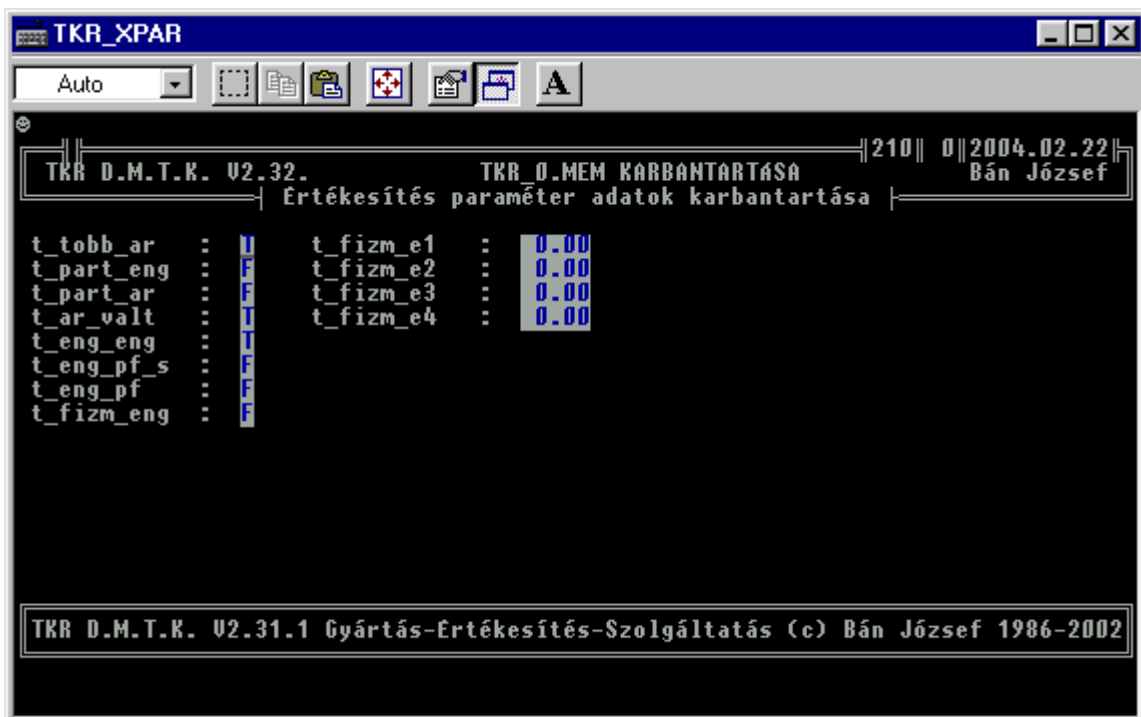 TKR_XPAR
Auto
A
210 0 2004.02.22
TKR D.M.T.K. V2.32. TKR_0.MEM KARBANTARTáSA Bán József
Értékesítés paraméter adatok karbantartása
t_tobb_ar : T t_fizm_e1 : 0.00
t_part_eng : F t_fizm_e2 : 0.00
t_part_ar : F t_fizm_e3 : 0.00
t_ar_valt : T t_fizm_e4 : 0.00
t_eng_eng : T
t_eng_pf_s : F
t_eng_pf : F
t_fizm_eng : F
TKR D.M.T.K. V2.31.1 Gyártás-Értékesítés-Szolgáltatás (c) Bán József 1986-2002